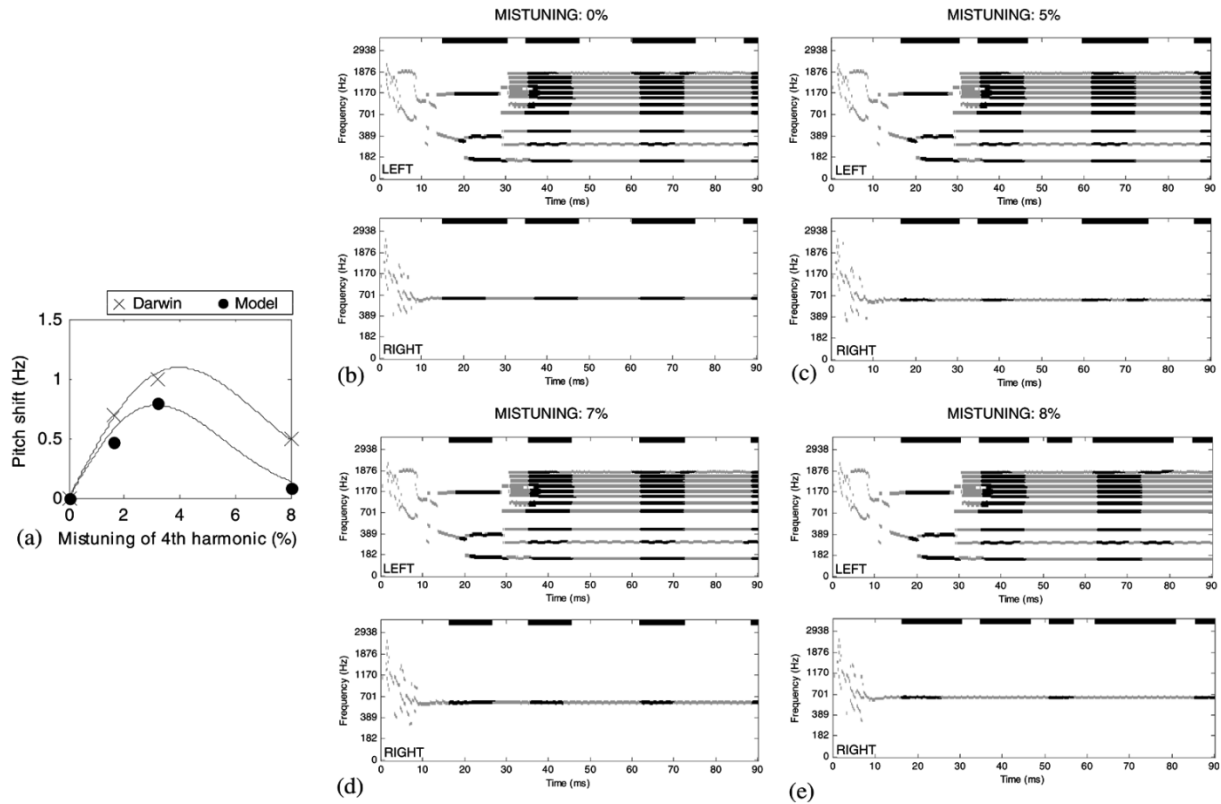 MISTUNING: 0%
2938
1876
1170
701
389
182
0
Frequency (Hz)
LEFT
0 10 20 30 40 50 60 70 80 90
Time (ms)
2938
1876
1170
701
389
182
0
Frequency (Hz)
RIGHT
0 10 20 30 40 50 60 70 80 90
Time (ms)
(b)
MISTUNING: 5%
2938
1876
1170
701
389
182
0
Frequency (Hz)
LEFT
0 10 20 30 40 50 60 70 80 90
Time (ms)
2938
1876
1170
701
389
182
0
Frequency (Hz)
RIGHT
0 10 20 30 40 50 60 70 80 90
Time (ms)
(c)
Darwin Model
1.5
1
0.5
0
Pitch shift (Hz)
0 2 4 6 8
Mistuning of 4th harmonic (%)
(a)
MISTUNING: 7%
2938
1876
1170
701
389
182
0
Frequency (Hz)
LEFT
0 10 20 30 40 50 60 70 80 90
Time (ms)
2938
1876
1170
701
389
182
0
Frequency (Hz)
RIGHT
0 10 20 30 40 50 60 70 80 90
Time (ms)
(d)
MISTUNING: 8%
2938
1876
1170
701
389
182
0
Frequency (Hz)
LEFT
0 10 20 30 40 50 60 70 80 90
Time (ms)
2938
1876
1170
701
389
182
0
Frequency (Hz)
RIGHT
0 10 20 30 40 50 60 70 80 90
Time (ms)
(e)